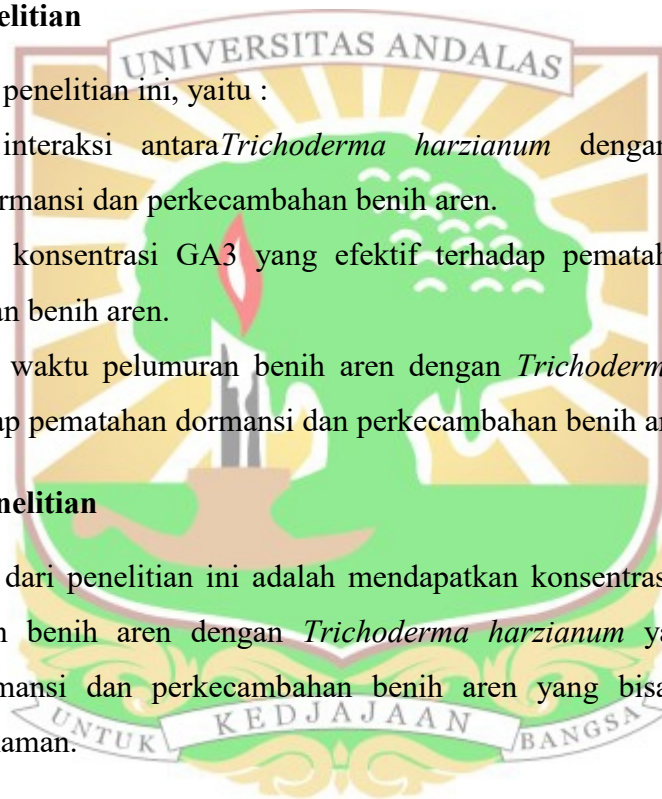 elitian
UNIVERSITAS ANDALAS
penelitian ini, yaitu :
interaksi antaraTrichoderma harzianum dengan
rmansi dan perkecambahan benih aren.
konsentrasi GA3 yang efektif terhadap pematah
an benih aren.
waktu pelumuran benih aren dengan Trichoderm
ap pematahan dormansi dan perkecambahan benih ar
nelitian
dari penelitian ini adalah mendapatkan konsentras
n benih aren dengan Trichoderma harzianum ya
mansi dan perkecambahan benih aren yang bisa
aman.
UNTUK KEDJAJAAN BANGSA